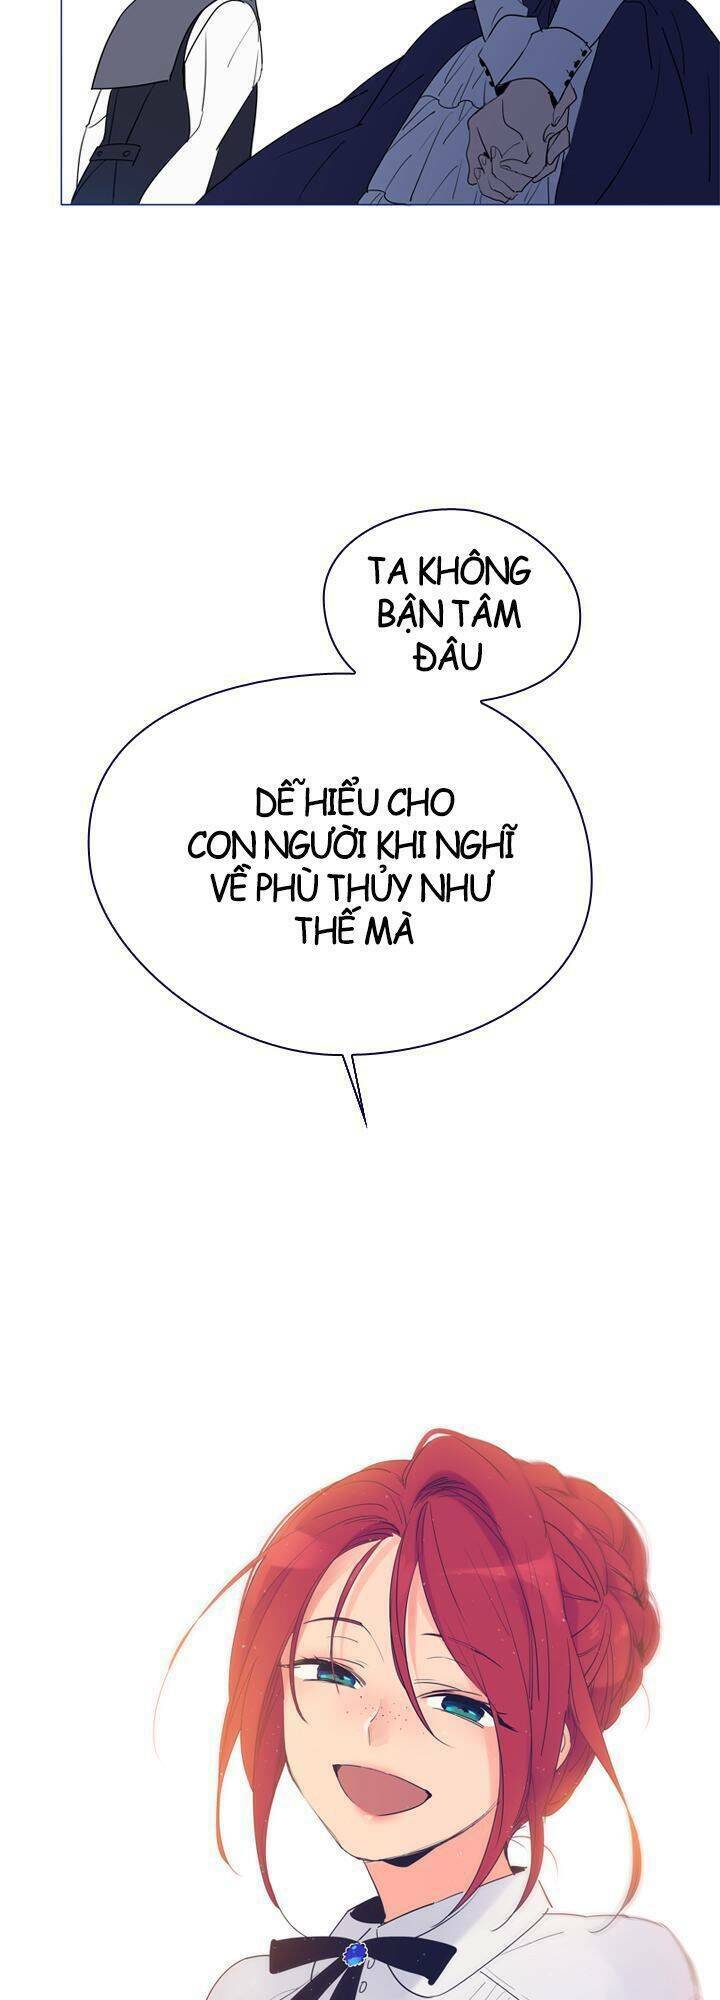 TA KHÔNG
BẬN TÂM
ĐÂU
DỄ HIỂU CHO
CON NGƯỜI KHI NGHĨ
VỀ PHÙ THỦY NHƯ
THẾ MÀ